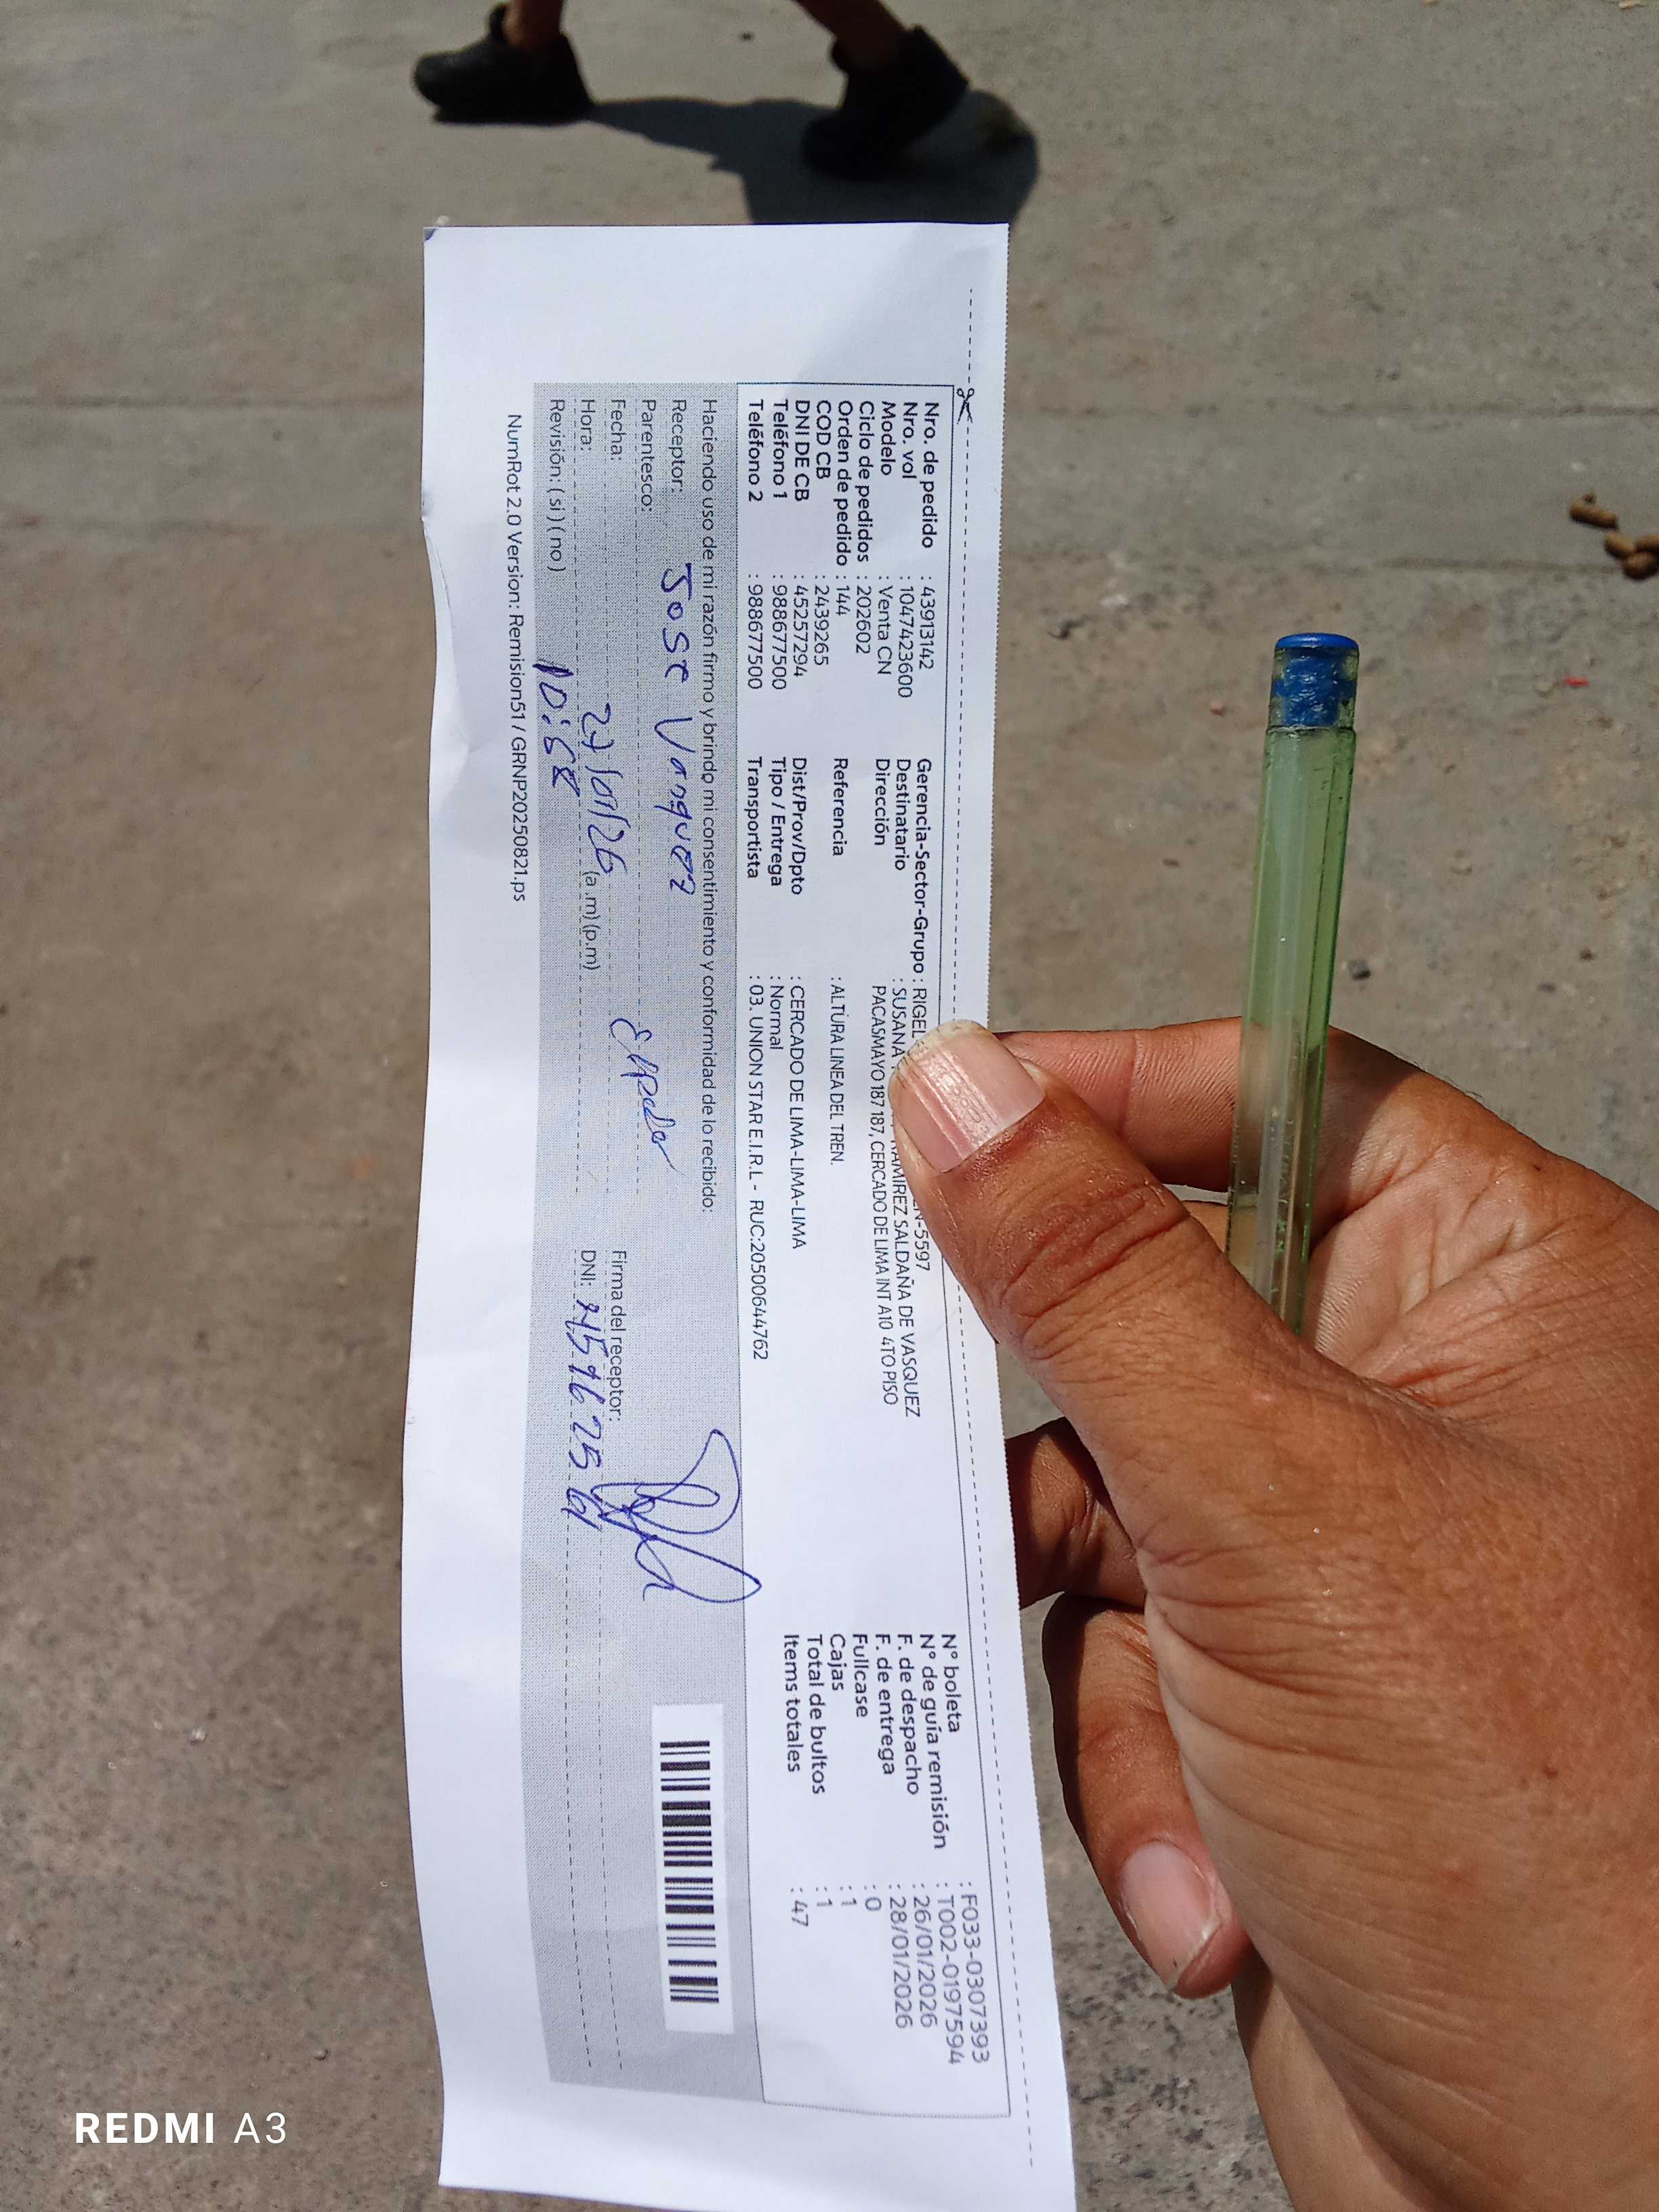 Nro. de pedido : 43913142
Nro. vol : 1047423600
Modelo : Venta CN
Ciclo de pedidos : 202602
Orden de pedido : 144
COD CB : 2439265
DNI DE CB : 45257294
Teléfono 1 : 988677500
Teléfono 2 : 988677500
Gerencia-Sector-Grupo : RIGEL N-5597
Destinatario : SUSANA RAMIREZ SALDAÑA DE VASQUEZ
Dirección PACASMAYO 187 187, CERCADO DE LIMA INT A10 4TO PISO
Referencia : ALTURA LINEA DEL TREN.
Dist/Prov/Dpto : CERCADO DE LIMA-LIMA-LIMA
Tipo / Entrega : Normal
Transportista : 03. UNION STAR E.I.R.L - RUC:20500644762
N° boleta : F033-0307393
N° de guía remisión : T002-0197594
F. de despacho : 26/01/2026
F. de entrega : 28/01/2026
Fullcase : 0
Cajas : 1
Total de bultos : 1
Items totales : 47
Haciendo uso de mi razón firmo y brindo mi consentimiento y conformidad de lo recibido:
Receptor: Jose
Parentesco:
Fecha: 27/01/26
Hora: 10:58 (a.m) (p.m)
Revisión: ( si ) ( no )
Firma del receptor:
DNI:
NumRot 2.0 Version: Remision51 / GRNP20250821.ps
REDMI A3